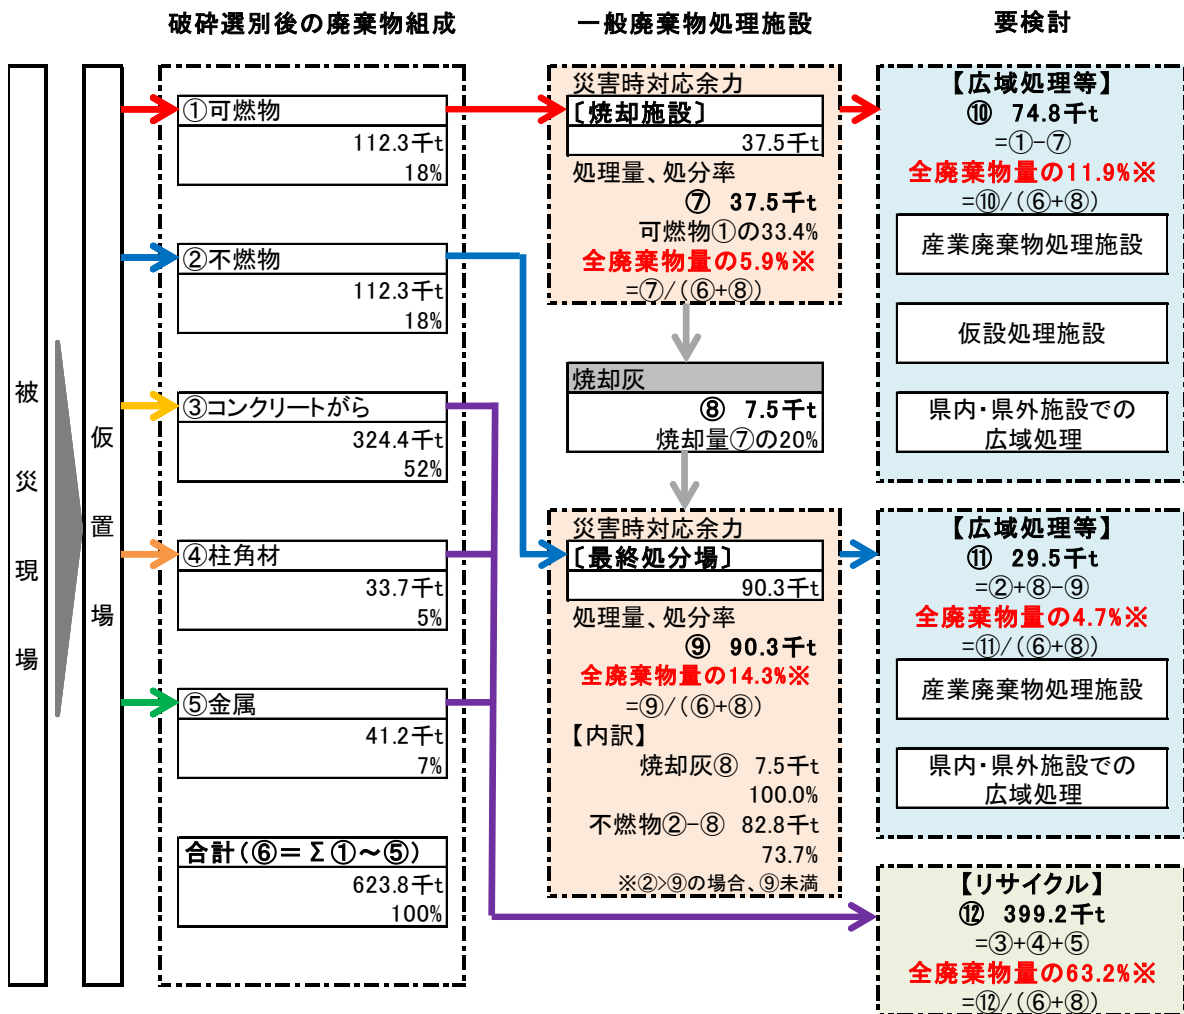 破砕選別後の廃棄物組成
一般廃棄物処理施設
要検討
被災現場
仮置場
①可燃物
112.3千t
18%
②不燃物
112.3千t
18%
③コンクリートがら
324.4千t
52%
④柱角材
33.7千t
5%
⑤金属
41.2千t
7%
合計(⑥=Σ①～⑤)
623.8千t
100%
災害時対応余力
〔焼却施設〕
37.5千t
処理量、処分率
⑦ 37.5千t
可燃物①の33.4%
全廃棄物量の5.9%※
=⑦/(⑥+⑧)
焼却灰
⑧ 7.5千t
焼却量⑦の20%
災害時対応余力
〔最終処分場〕
90.3千t
処理量、処分率
⑨ 90.3千t
全廃棄物量の14.3%※
=⑨/(⑥+⑧)
【内訳】
焼却灰⑧ 7.5千t
100.0%
不燃物②-⑧ 82.8千t
73.7%
※②>⑨の場合、⑨未満
【広域処理等】
⑩ 74.8千t
=①-⑦
全廃棄物量の11.9%※
=⑩/(⑥+⑧)
産業廃棄物処理施設
仮設処理施設
県内・県外施設での
広域処理
【広域処理等】
⑪ 29.5千t
=②+⑧-⑨
全廃棄物量の4.7%※
=⑪/(⑥+⑧)
産業廃棄物処理施設
県内・県外施設での
広域処理
【リサイクル】
⑫ 399.2千t
=③+④+⑤
全廃棄物量の63.2%※
=⑫/(⑥+⑧)